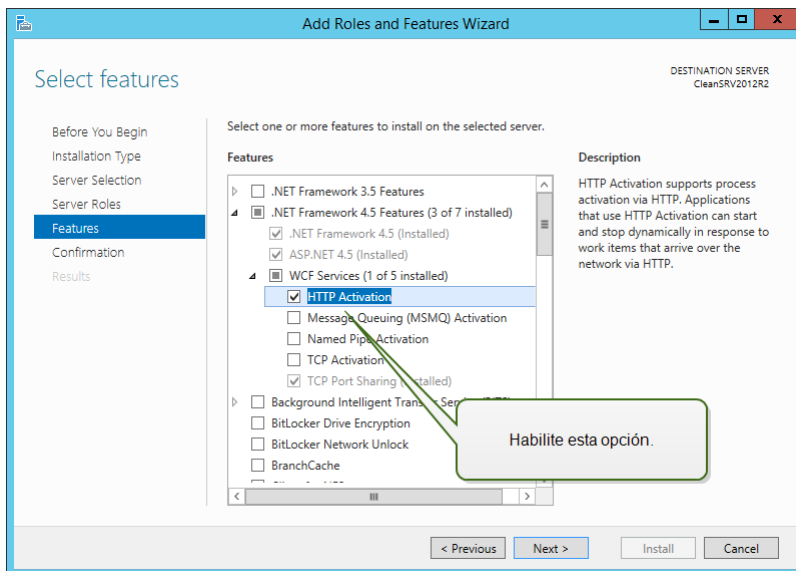 Add Roles and Features Wizard
Select features
DESTINATION SERVER
CleanSRV2012R2
Before You Begin
Installation Type
Server Selection
Server Roles
Features
Confirmation
Results
Select one or more features to install on the selected server.
Features
.NET Framework 3.5 Features
.NET Framework 4.5 Features (3 of 7 installed)
.NET Framework 4.5 (Installed)
ASP.NET 4.5 (Installed)
WCF Services (1 of 5 installed)
HTTP Activation
Message Queuing (MSMQ) Activation
Named Pipe Activation
TCP Activation
TCP Port Sharing (Installed)
Background Intelligent Transfer Service (BITS)
BitLocker Drive Encryption
BitLocker Network Unlock
BranchCache
Description
HTTP Activation supports process
activation via HTTP. Applications
that use HTTP Activation can start
and stop dynamically in response to
work items that arrive over the
network via HTTP.
Habilite esta opción.
< Previous
Next >
Install
Cancel